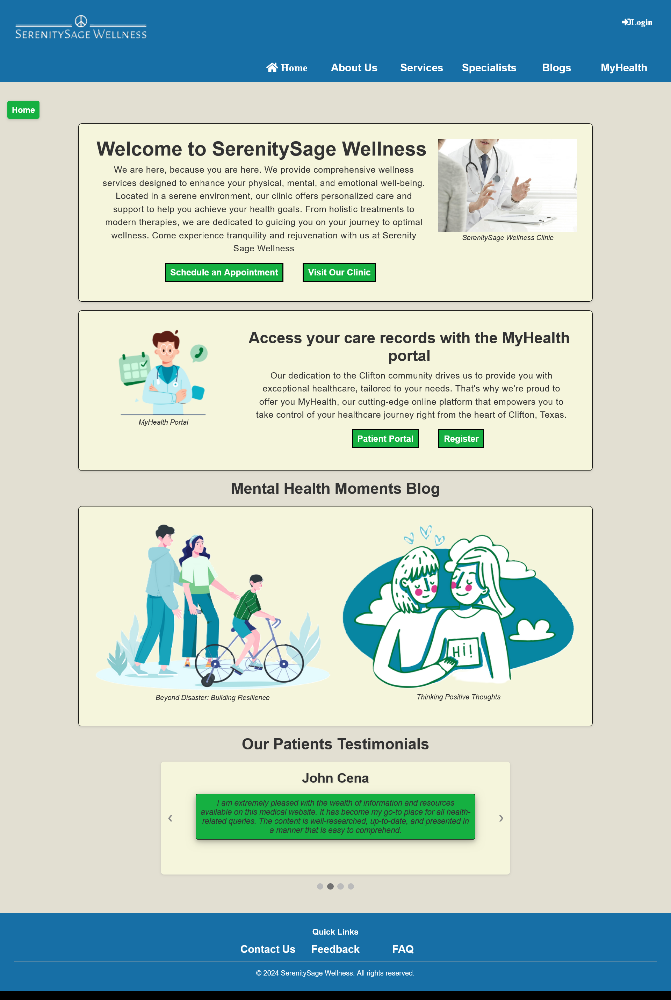 SERENITYSAGE WELLNESS
Login
Home
About Us
Services
Specialists
Blogs
MyHealth
Home
Welcome to SerenitySage Wellness
We are here, because you are here. We provide comprehensive wellness
services designed to enhance your physical, mental, and emotional well-being.
Located in a serene environment, our clinic offers personalized care and
support to help you achieve your health goals. From holistic treatments to
modern therapies, we are dedicated to guiding you on your journey to optimal
wellness. Come experience tranquility and rejuvenation with us at Serenity
Sage Wellness
SerenitySage Wellness Clinic
Schedule an Appointment
Visit Our Clinic
MyHealth Portal
Access your care records with the MyHealth
portal
Our dedication to the Clifton community drives us to provide you with
exceptional healthcare, tailored to your needs. That's why we're proud to
offer you MyHealth, our cutting-edge online platform that empowers you to
take control of your healthcare journey right from the heart of Clifton, Texas.
Patient Portal
Register
Mental Health Moments Blog
Hi!
Beyond Disaster: Building Resilience
Thinking Positive Thoughts
Our Patients Testimonials
John Cena
I am extremely pleased with the wealth of information and resources
available on this medical website. It has become my go-to place for all health-
related queries. The content is well-researched, up-to-date, and presented in
a manner that is easy to comprehend.
‹
›
Quick Links
Contact Us
Feedback
FAQ
© 2024 SerenitySage Wellness. All rights reserved.